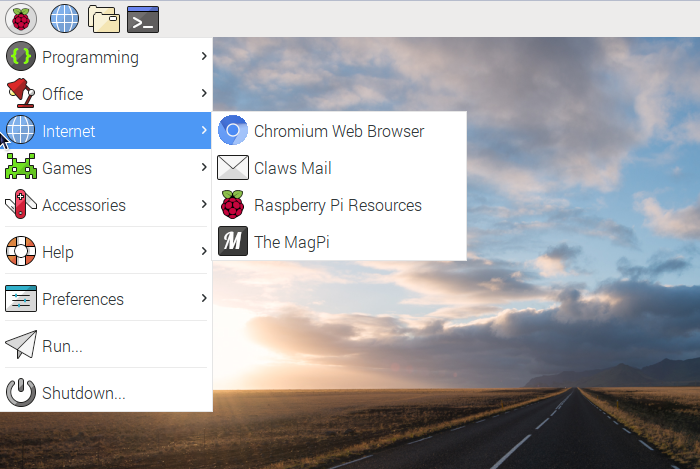 Programming
Office
Internet
Games
Accessories
Help
Preferences
Run...
Shutdown...
Chromium Web Browser
Claws Mail
Raspberry Pi Resources
The MagPi